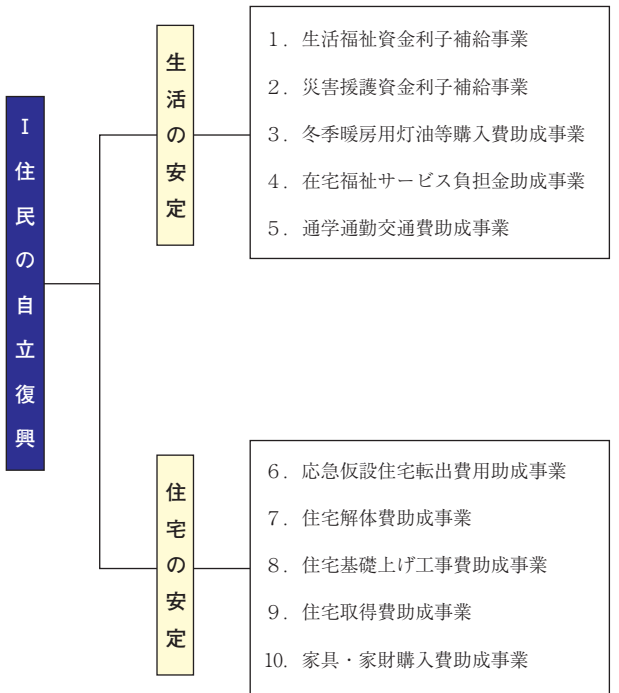 Ⅰ住民の自立復興
生活の安定
1．生活福祉資金利子補給事業
2．災害援護資金利子補給事業
3．冬季暖房用灯油等購入費助成事業
4．在宅福祉サービス負担金助成事業
5．通学通勤交通費助成事業
住宅の安定
6．応急仮設住宅転出費用助成事業
7．住宅解体費助成事業
8．住宅基礎上げ工事費助成事業
9．住宅取得費助成事業
10．家具・家財購入費助成事業